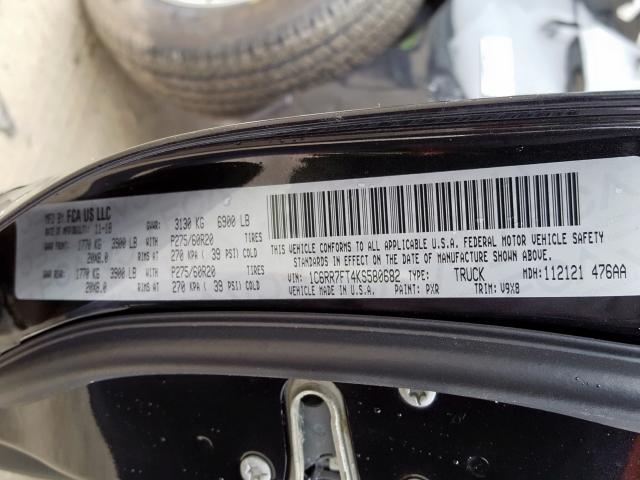 MFD BY: FCA US LLC
DATE OF MFR 11-18 GVWR: 3130 KG 6900 LB
GAWR FRONT: 1770 KG 3900 LB WITH P275/60R20 TIRES
20X8.0 RIMS AT 270 KPA ( 39 PSI) COLD
GAWR REAR: 1770 KG 3900 LB WITH P275/60R20 TIRES
20X8.0 RIMS AT 270 KPA ( 39 PSI) COLD
THIS VEHICLE CONFORMS TO ALL APPLICABLE U.S.A. FEDERAL MOTOR VEHICLE SAFETY
STANDARDS IN EFFECT ON THE DATE OF MANUFACTURE SHOWN ABOVE.
VIN: 1C6RR7FT4KS580682 TYPE: TRUCK MDH: 112121 476AA
VEHICLE MADE IN U.S.A. PAINT: PXR TRIM: V9X8